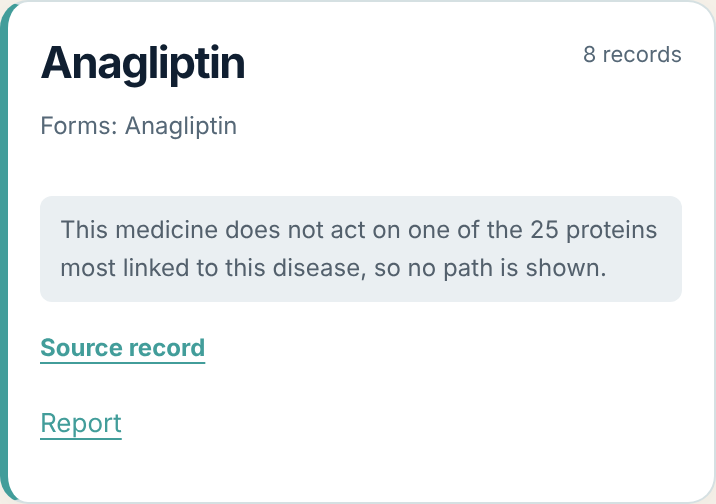 Anagliptin
8 records
Forms: Anagliptin
This medicine does not act on one of the 25 proteins
most linked to this disease, so no path is shown.
Source record
Report